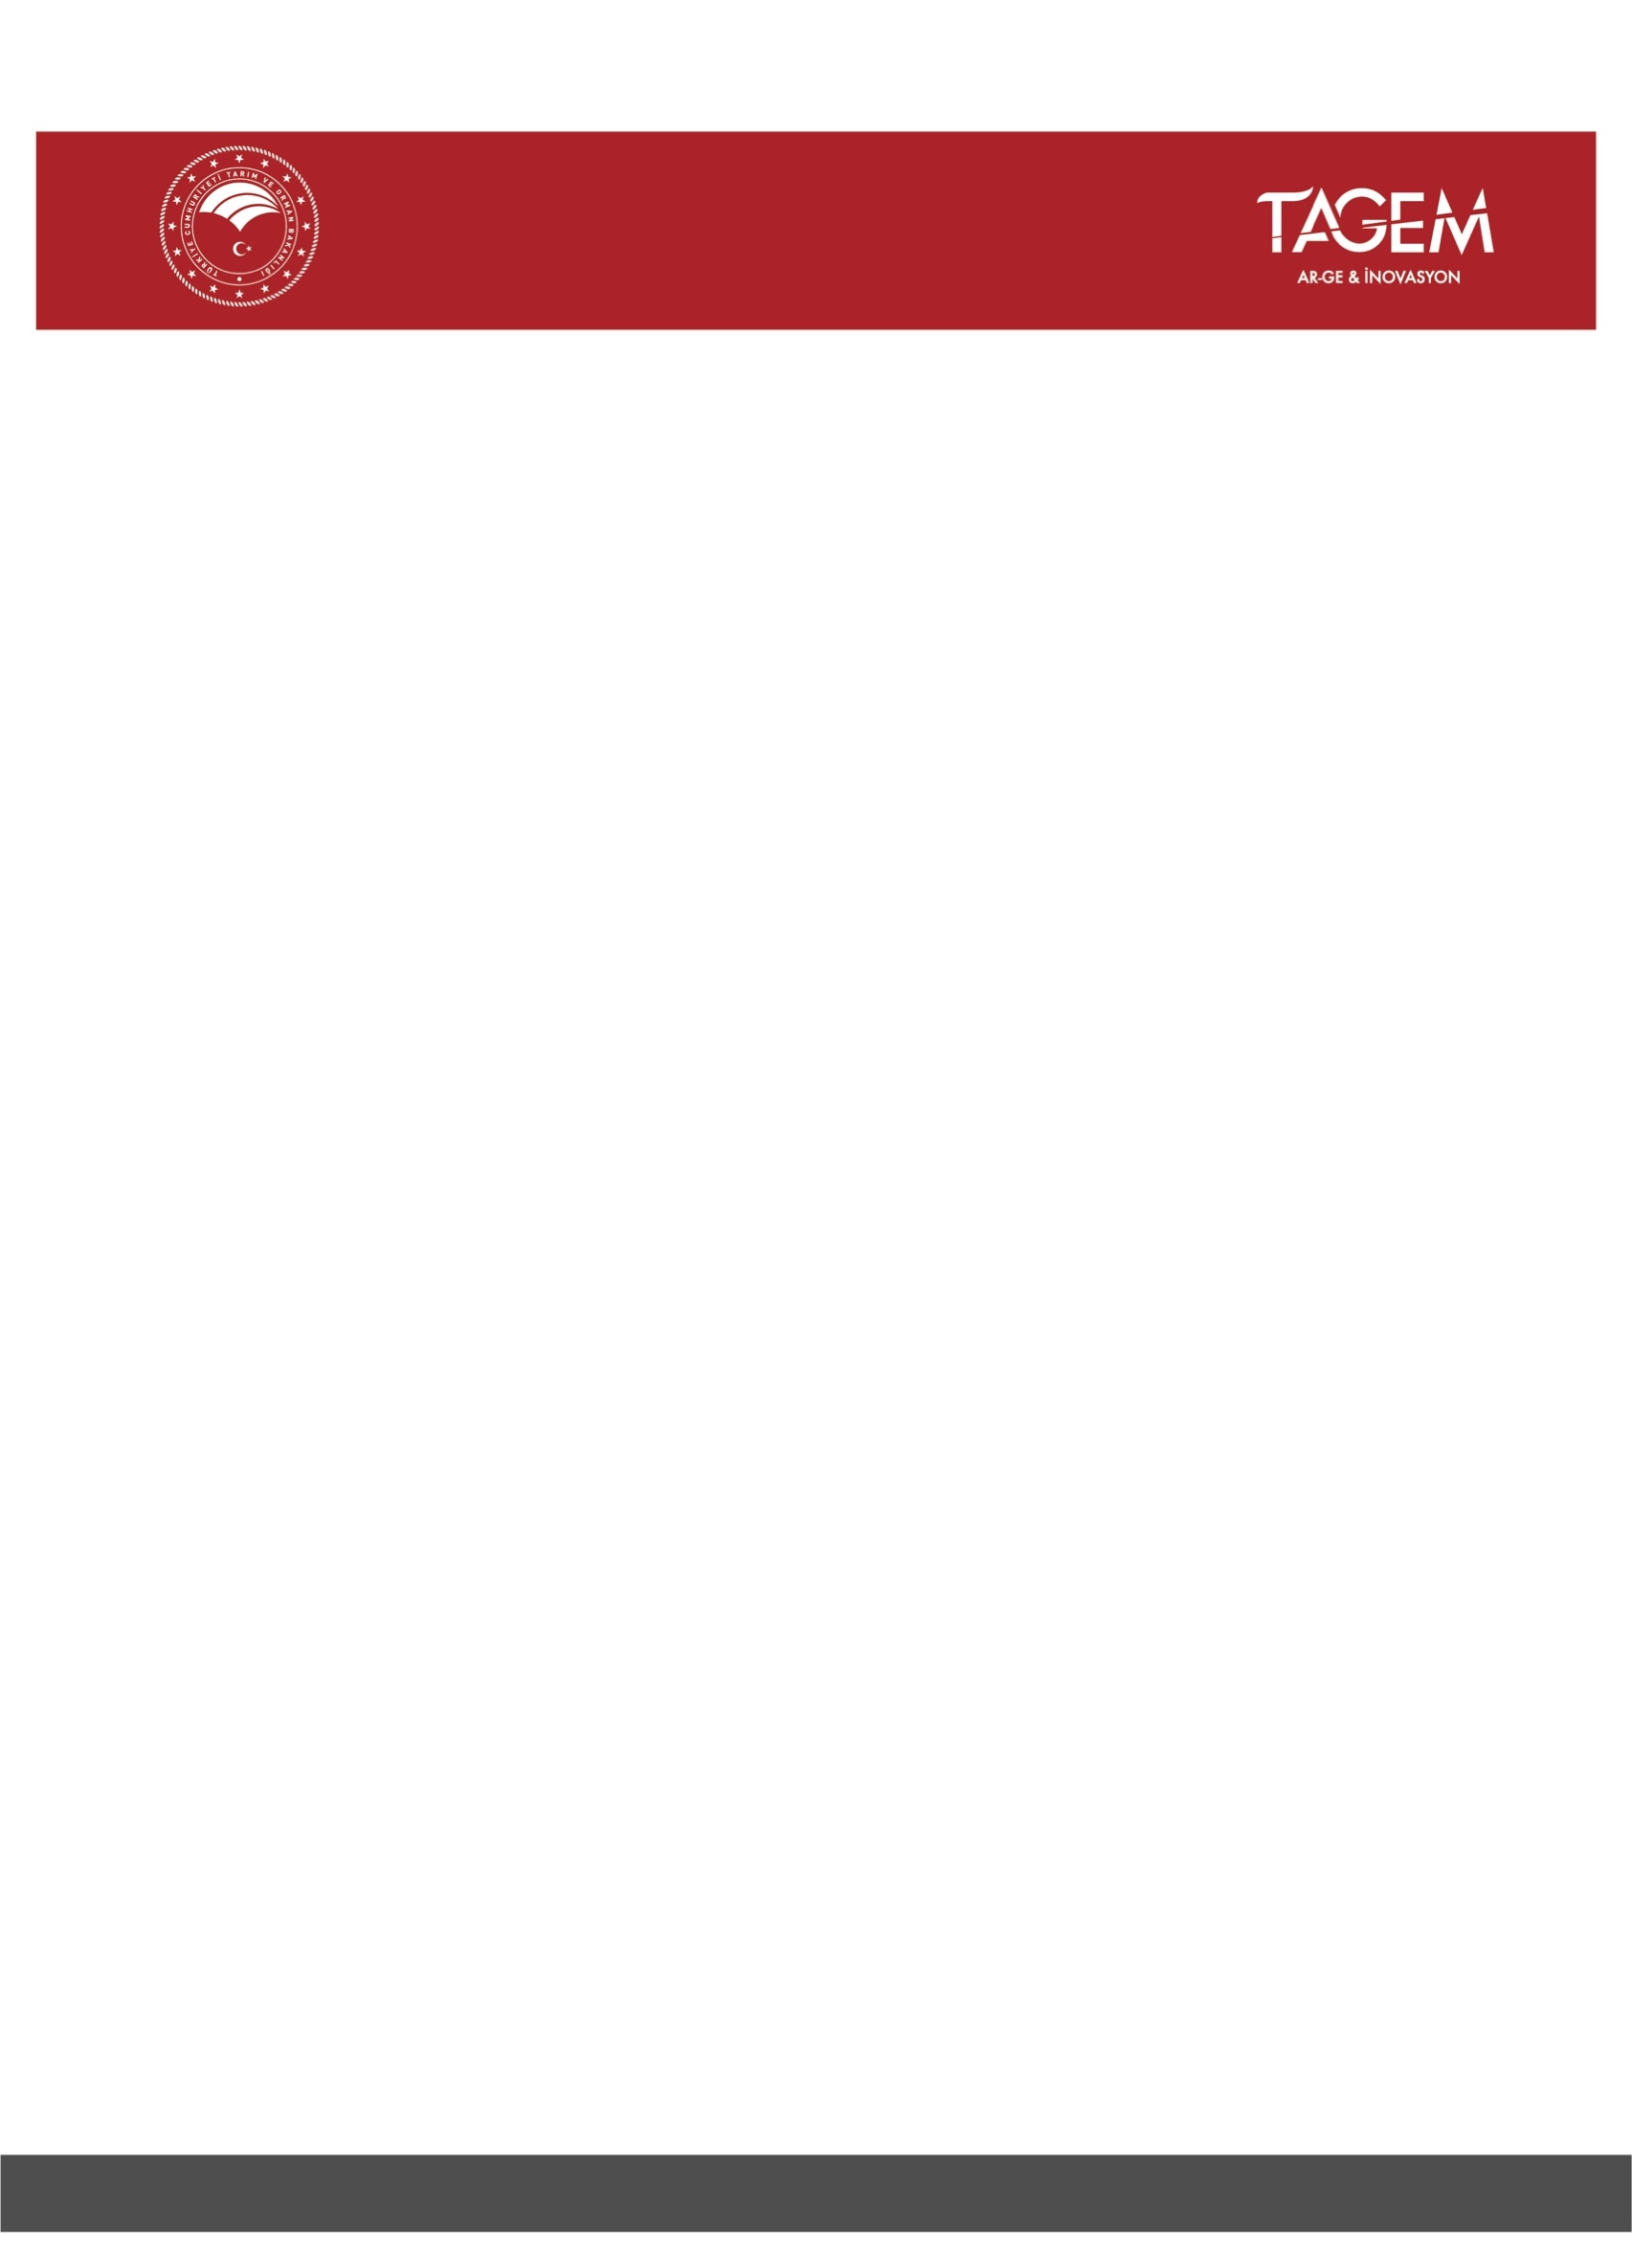 TÜRKİYE CUMHURİYETİ TARIM VE ORMAN BAKANLIĞI
TAGEM
AR-GE & İNOVASYON